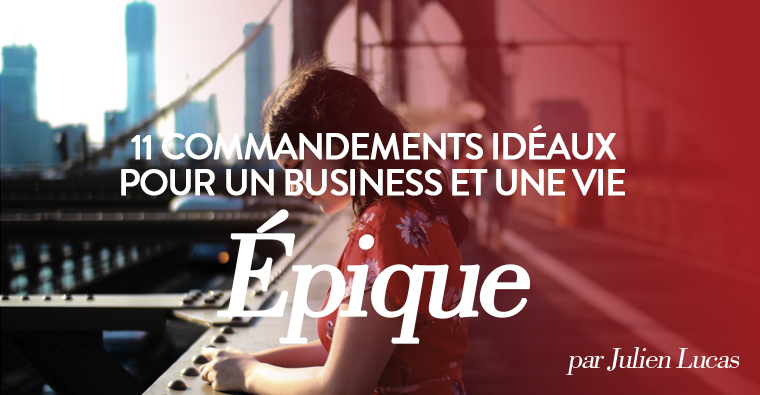 11 COMMANDEMENTS IDÉAUX
POUR UN BUSINESS ET UNE VIE
Épique
par Julien Lucas